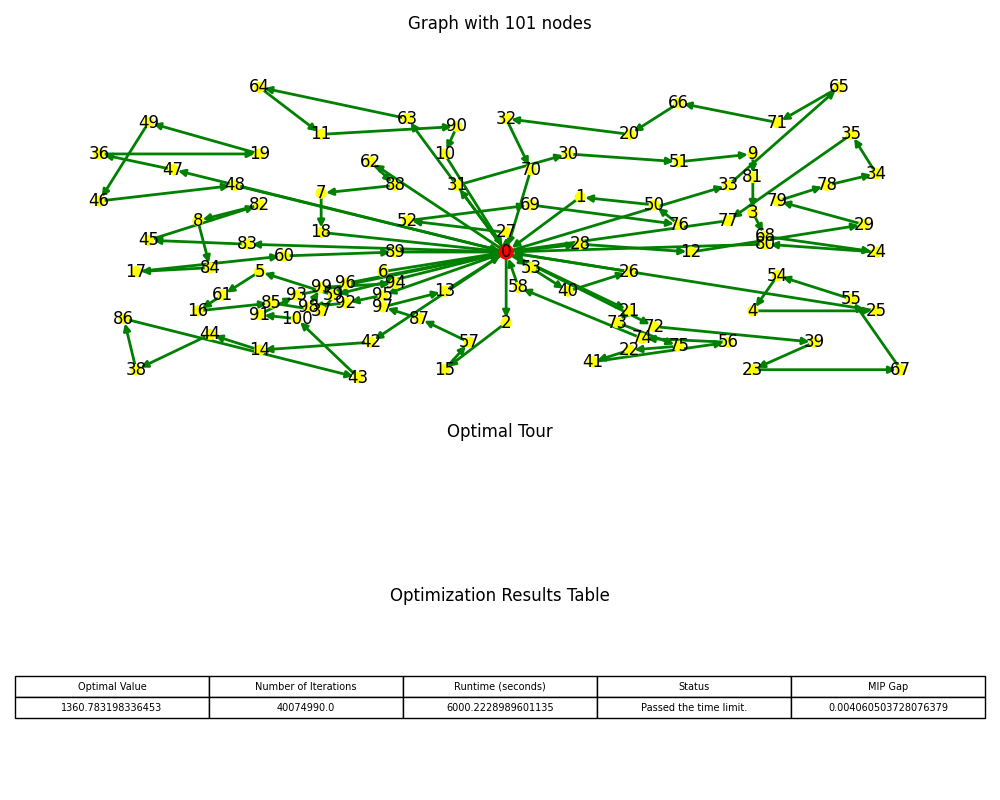 Graph with 101 nodes
64 65
66
49 63 90 32 20 71 35
11
36 19 10 30 51 9
47 62 88 31 70 81 34
48 7 33 78
46 82 1 50 79
8 52 69 76 77 3 29
45 83 18 27 28 68 80
60 89 0 12 24
17 84 5 6 53 26 54
61 99 96 94 40
93 59 95 13 58 55
16 85 98 37 92 97 21 4 25
86 91 100 87 2 73 72
44 42 57 74 75 56 39
14 22
38 43 15 41 23 67
Optimal Tour
Optimization Results Table
Optimal Value Number of Iterations Runtime (seconds) Status MIP Gap
1360.783198336453 40074990.0 6000.2228989601135 Passed the time limit. 0.004060503728076379